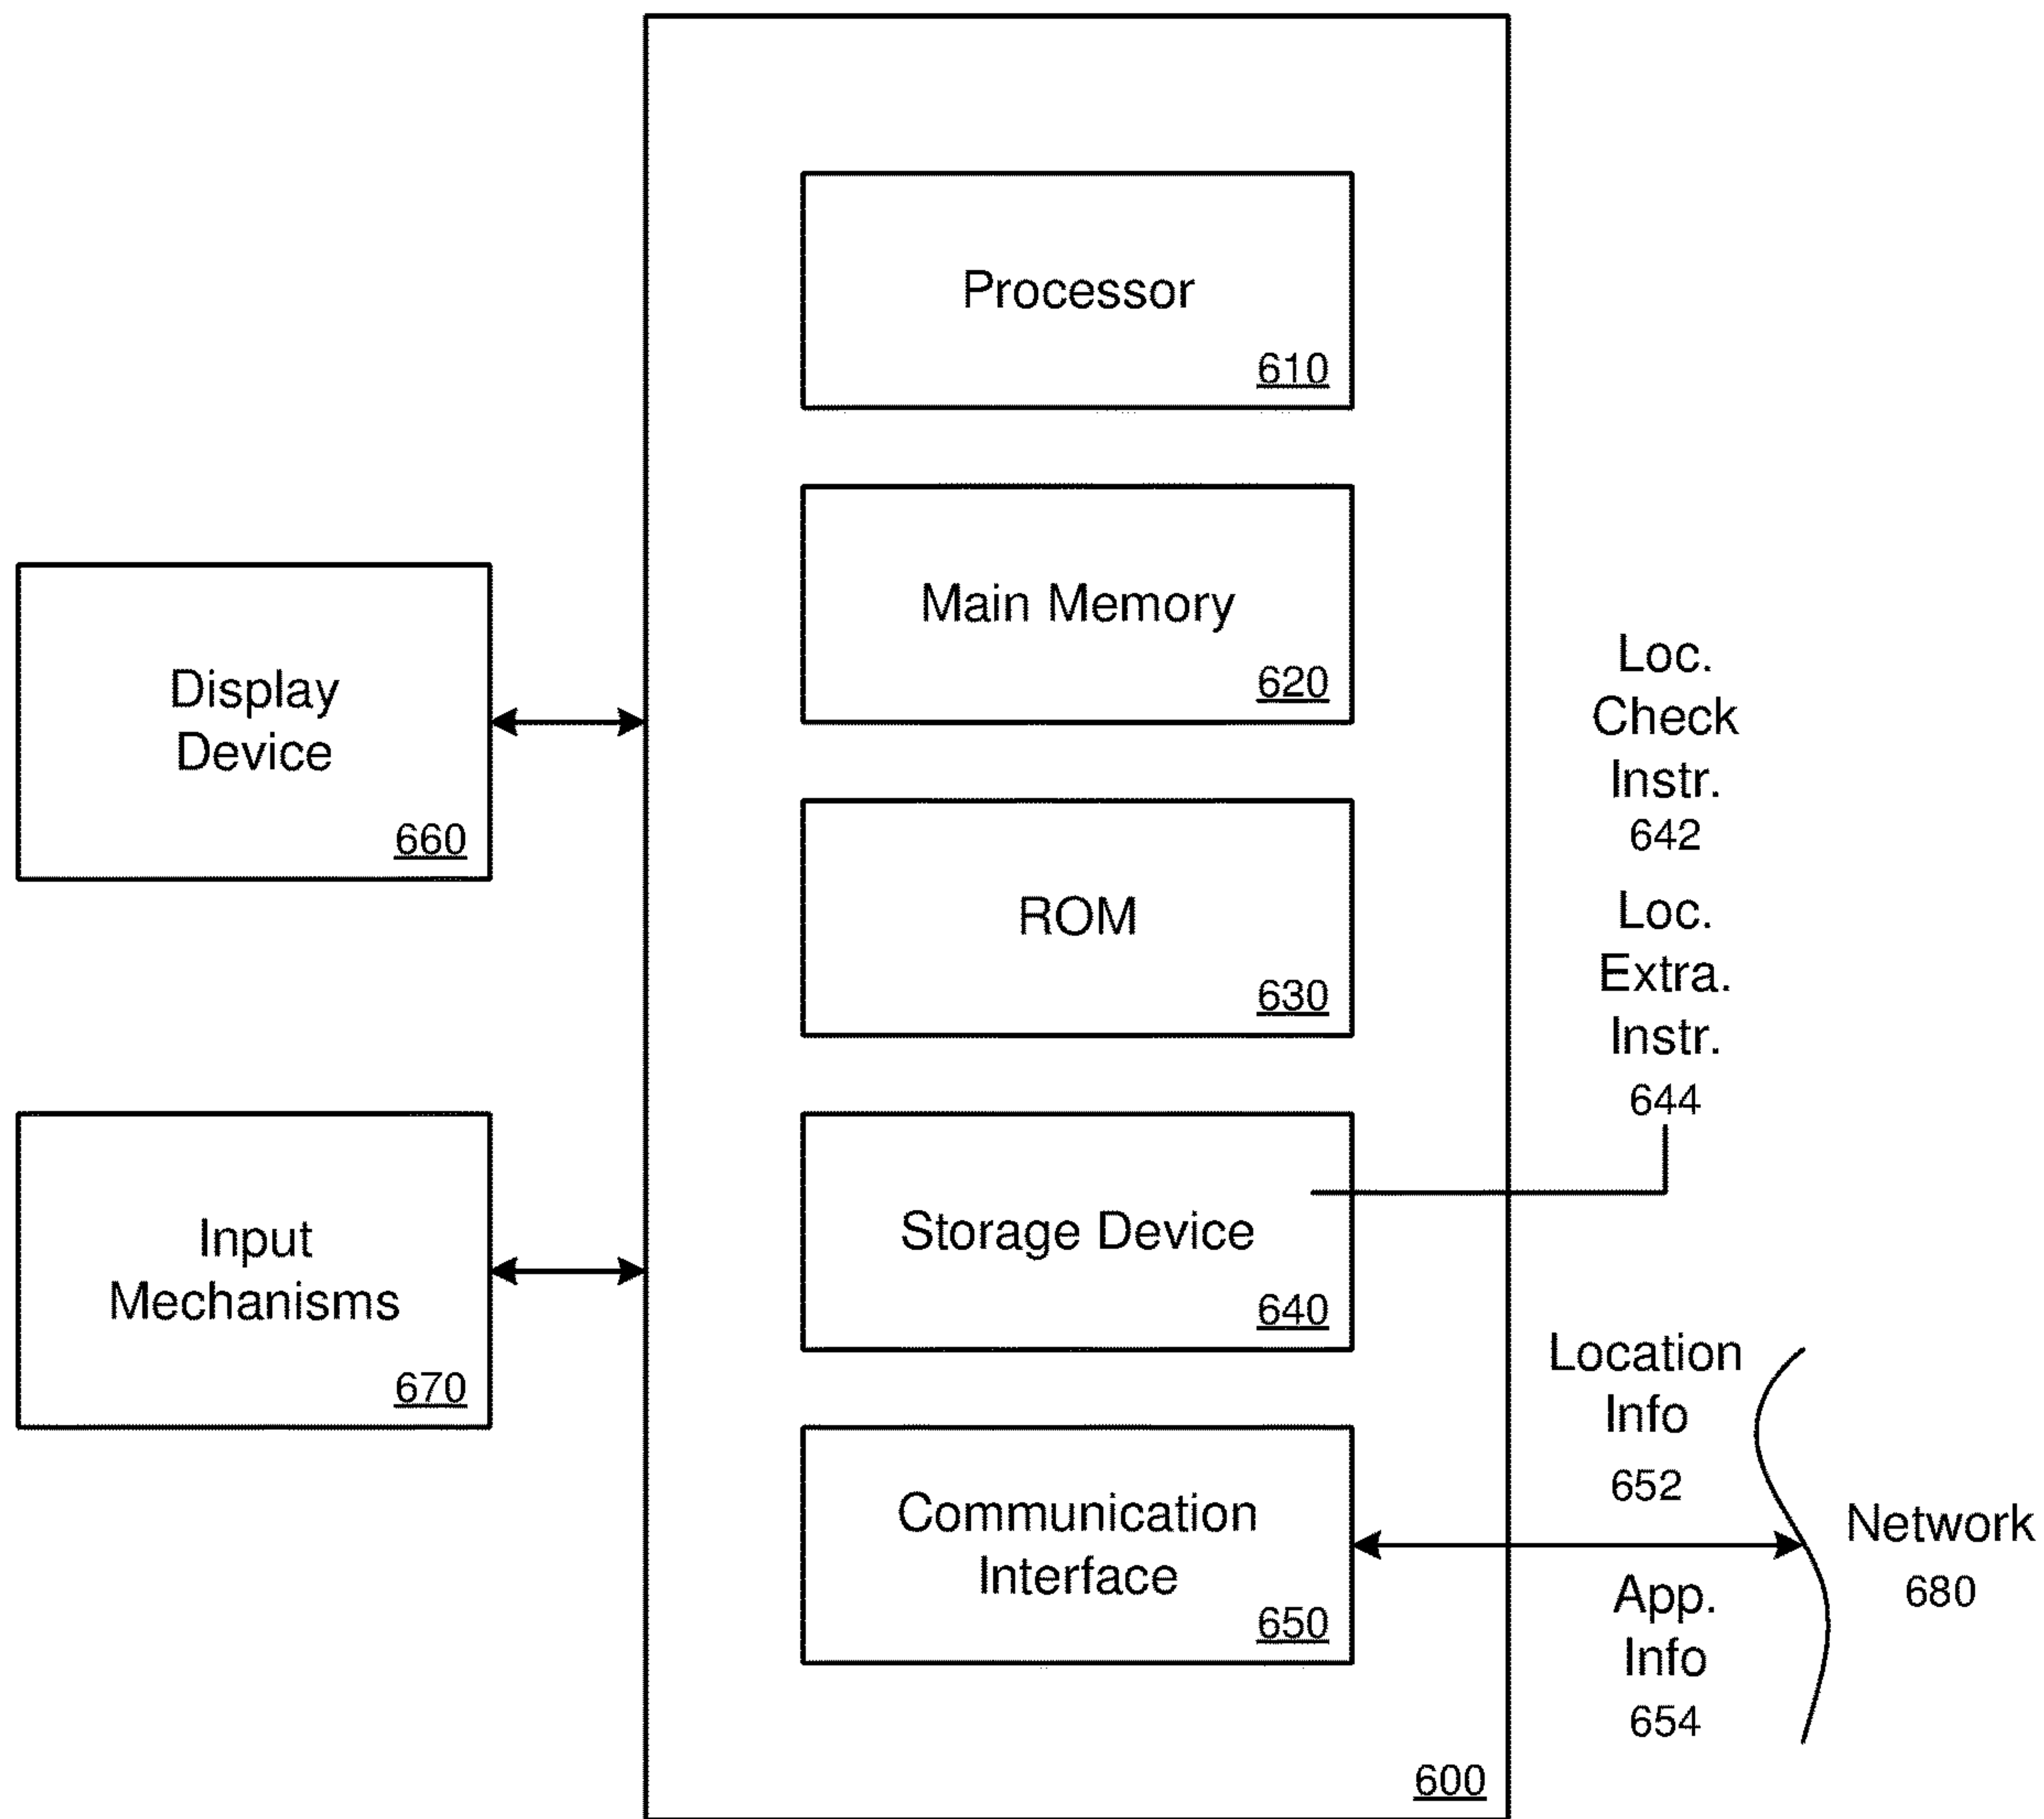 Processor
610
Main Memory
620
ROM
630
Storage Device
640
Communication
Interface
650
600
Display
Device
660
Input
Mechanisms
670
Loc.
Check
Instr.
642
Loc.
Extra.
Instr.
644
Location
Info
652
App.
Info
654
Network
680